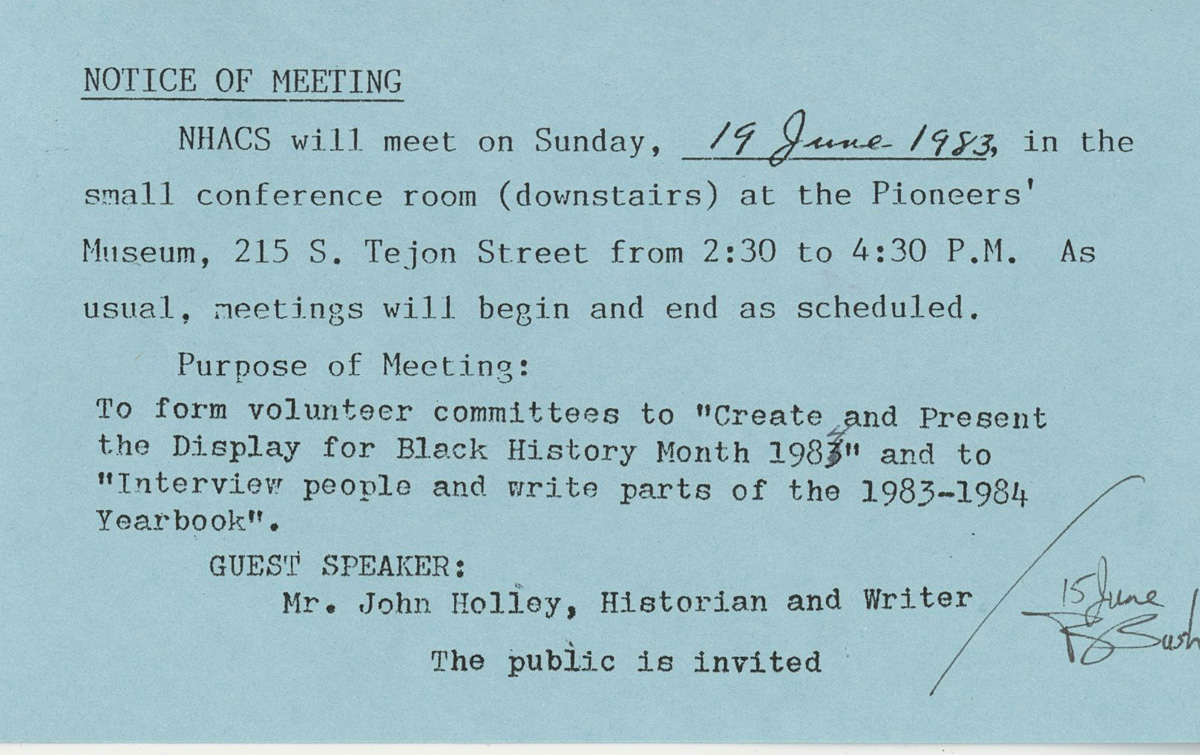 NOTICE OF MEETING
NHACS will meet on Sunday, 19 June 1983, in the
small conference room (downstairs) at the Pioneers'
Museum, 215 S. Tejon Street from 2:30 to 4:30 P.M. As
usual, meetings will begin and end as scheduled.
Purpose of Meeting:
To form volunteer committees to "Create and Present
the Display for Black History Month 1984" and to
"Interview people and write parts of the 1983-1984
Yearbook".
GUEST SPEAKER:
Mr. John Holley, Historian and Writer
The public is invited
15 June